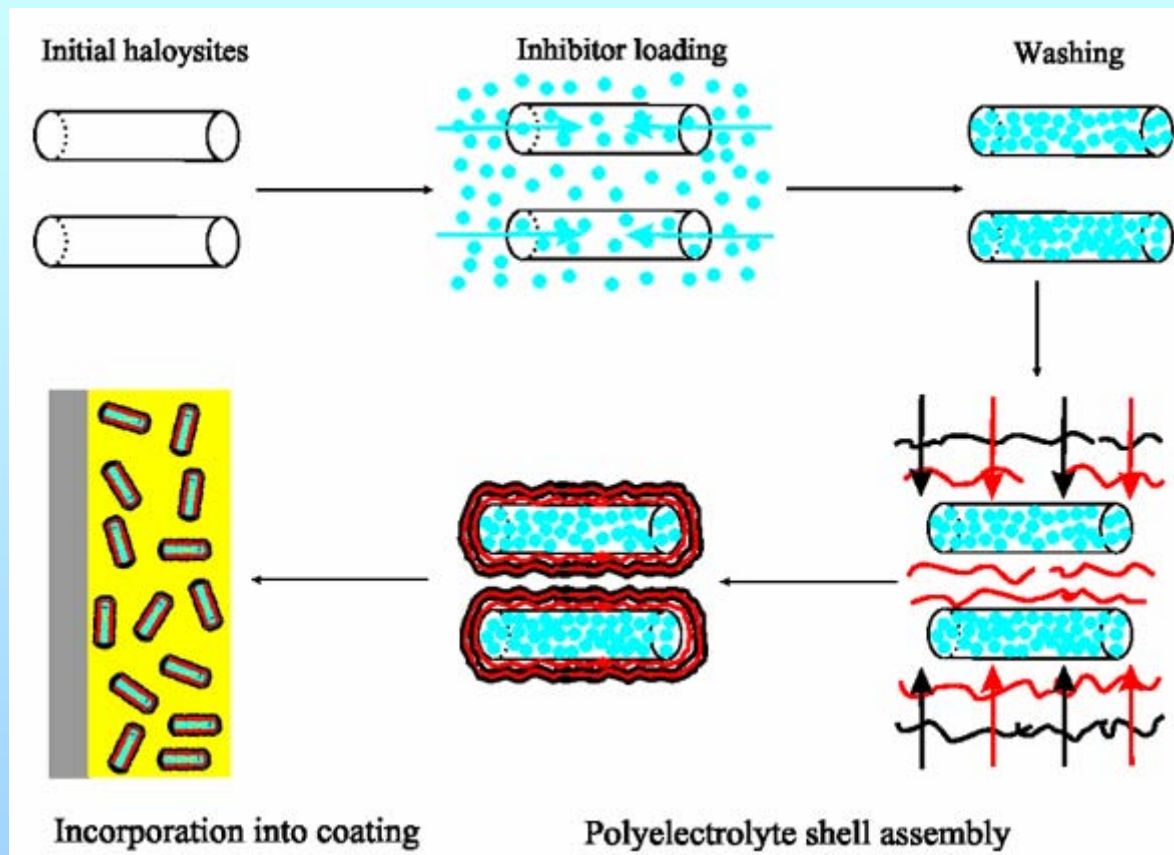 Initial haloysites
Inhibitor loading
Washing
Incorporation into coating
Polyelectrolyte shell assembly